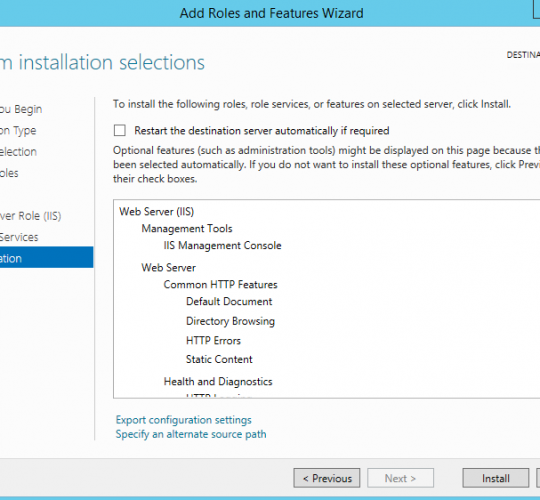 Add Roles and Features Wizard
installation selections
DESTINA
To install the following roles, role services, or features on selected server, click Install.
Restart the destination server automatically if required
Optional features (such as administration tools) might be displayed on this page because th
been selected automatically. If you do not want to install these optional features, click Previ
their check boxes.
ou Begin
on Type
election
oles
ver Role (IIS)
Services
ation
Web Server (IIS)
Management Tools
IIS Management Console
Web Server
Common HTTP Features
Default Document
Directory Browsing
HTTP Errors
Static Content
Health and Diagnostics
Export configuration settings
Specify an alternate source path
< Previous
Next >
Install